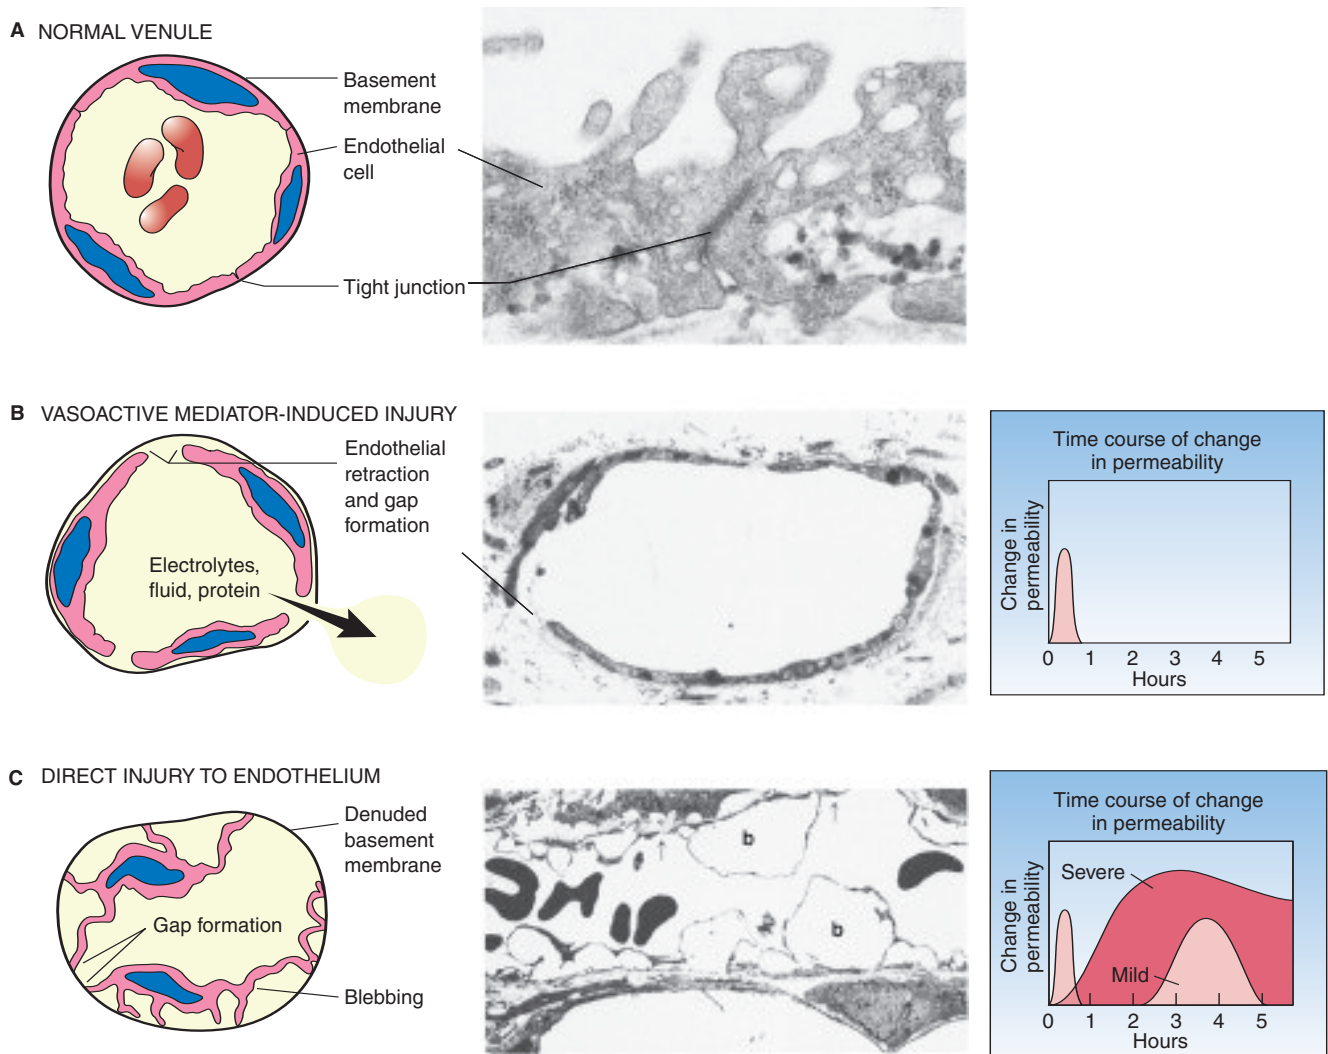 A NORMAL VENULE
Basement
membrane
Endothelial
cell
Tight junction
B VASOACTIVE MEDIATOR-INDUCED INJURY
Endothelial
retraction
and gap
formation
Electrolytes,
fluid, protein
Time course of change
in permeability
Change in
permeability
0 1 2 3 4 5
Hours
C DIRECT INJURY TO ENDOTHELIUM
Denuded
basement
membrane
Gap formation
Blebbing
b
b
Time course of change
in permeability
Change in
permeability
Severe
Mild
0 1 2 3 4 5
Hours